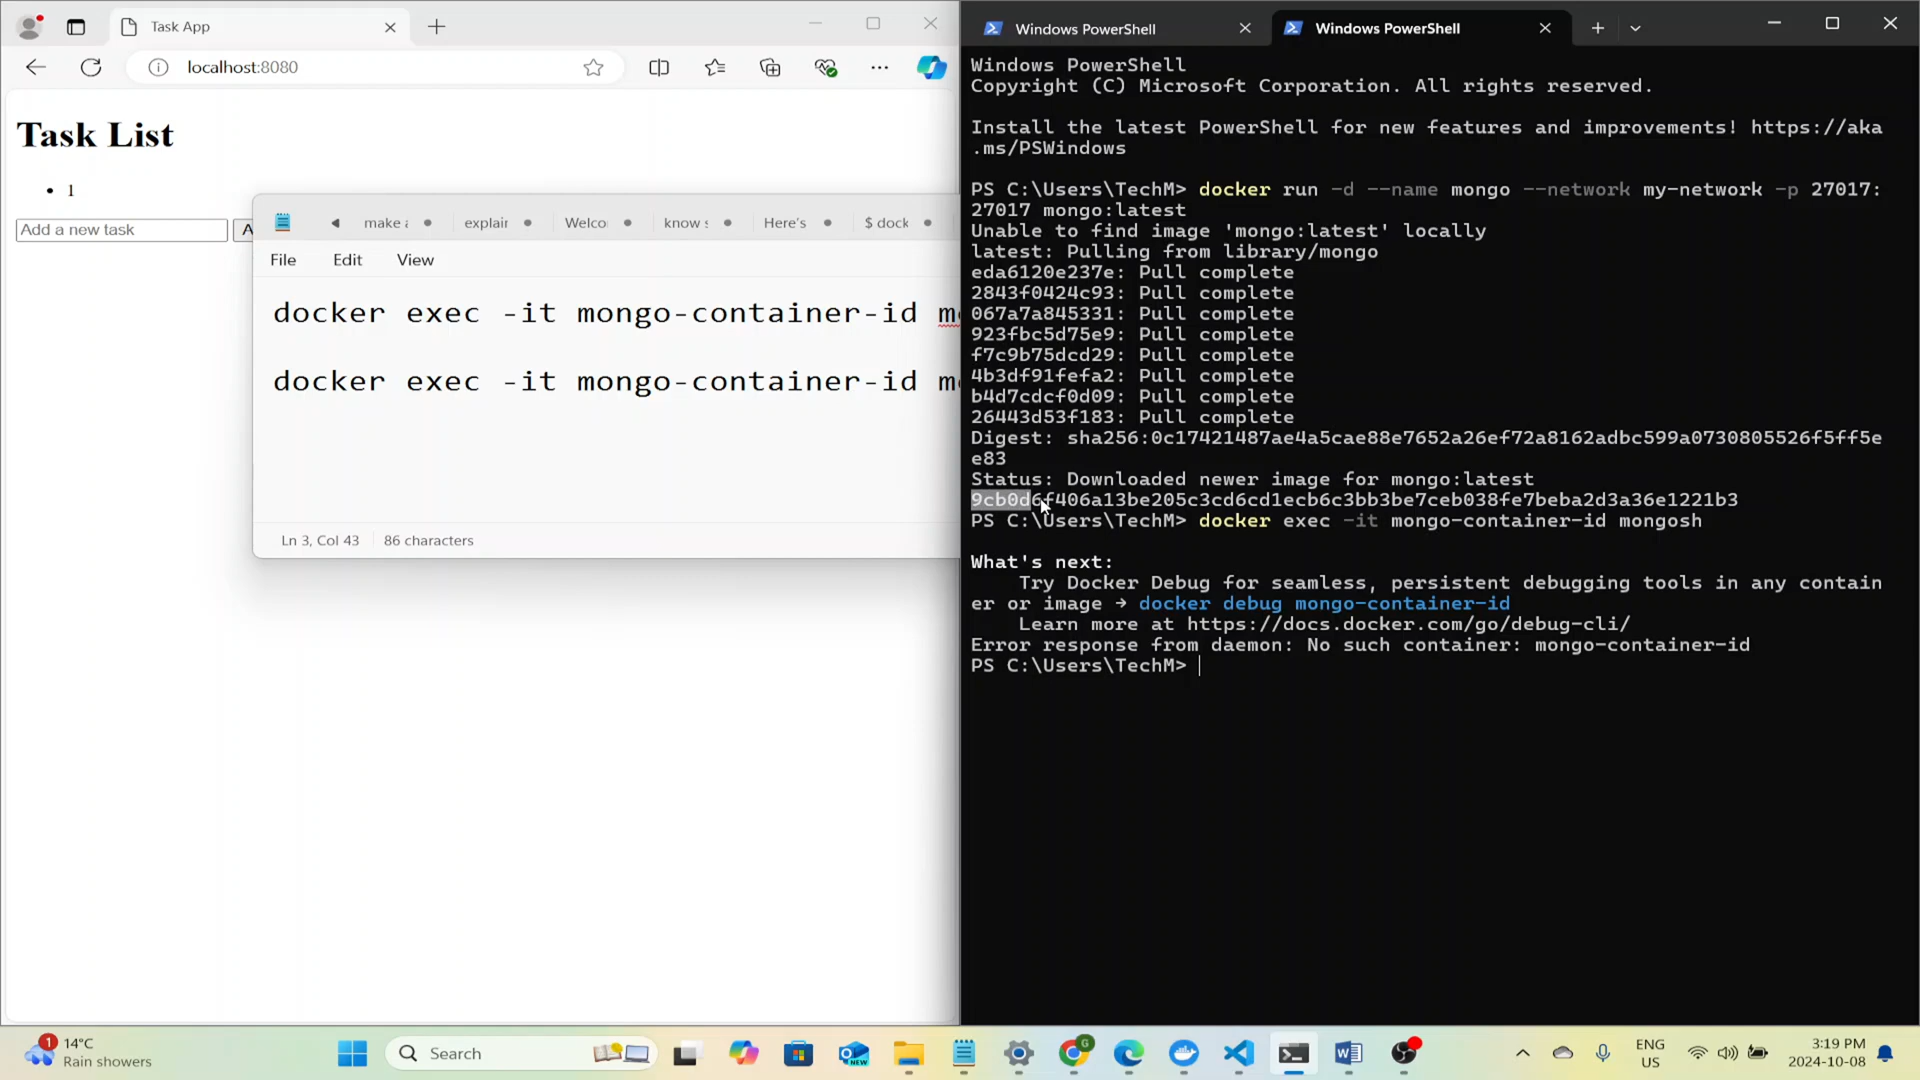 Task App
localhost:8080
Task List
1
Add a new task
A
make a
explair
Welco
know s
Here's
$ dock
File
Edit
View
docker exec -it mongo-container-id m
docker exec -it mongo-container-id m
Ln 3, Col 43
86 characters
Windows PowerShell
Windows PowerShell
Windows PowerShell
Copyright (C) Microsoft Corporation. All rights reserved.
Install the latest PowerShell for new features and improvements! https://aka
.ms/PSWindows
PS C:\Users\TechM> docker run -d --name mongo --network my-network -p 27017:
27017 mongo:latest
Unable to find image 'mongo:latest' locally
latest: Pulling from library/mongo
eda6120e237e: Pull complete
2843f0424c93: Pull complete
067a7a845331: Pull complete
923fbc5d75e9: Pull complete
f7c9b75dcd29: Pull complete
4b3df91fefa2: Pull complete
b4d7cdcf0d09: Pull complete
26443d53f183: Pull complete
Digest: sha256:0c17421487ae4a5cae88e7652a26ef72a8162adbc599a0730805526f5ff5e
e83
Status: Downloaded newer image for mongo:latest
9cb0d6f406a13be205c3cd6cd1ecb6c3bb3be7ceb038fe7beba2d3a36e1221b3
PS C:\Users\TechM> docker exec -it mongo-container-id mongosh
What's next:
Try Docker Debug for seamless, persistent debugging tools in any contain
er or image → docker debug mongo-container-id
Learn more at https://docs.docker.com/go/debug-cli/
Error response from daemon: No such container: mongo-container-id
PS C:\Users\TechM>
1
14°C
Rain showers
Search
NEW
G
ENG
US
3:19 PM
2024-10-08